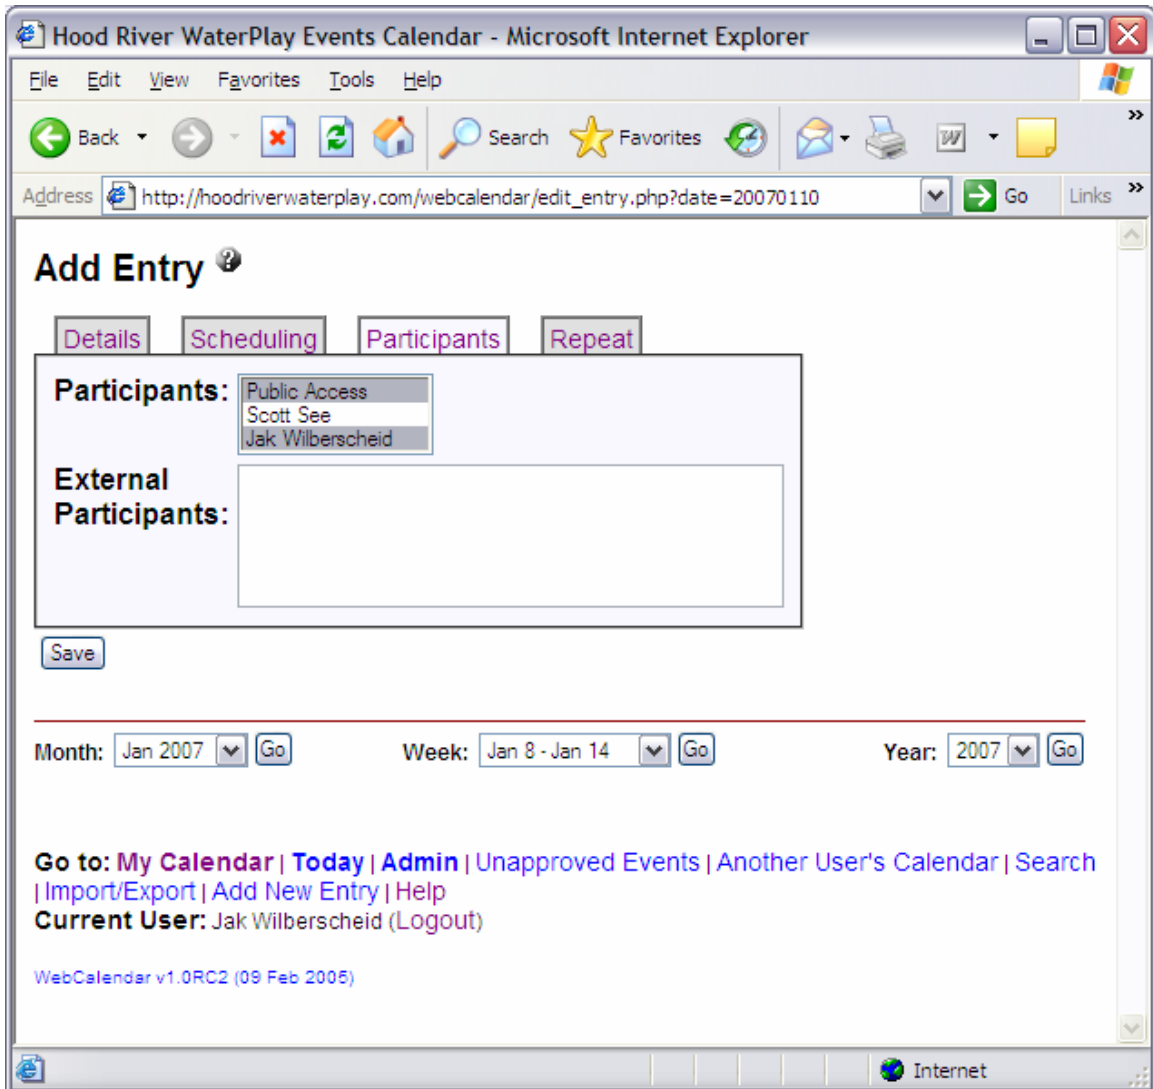 Hood River WaterPlay Events Calendar - Microsoft Internet Explorer
File Edit View Favorites Tools Help
Back Search Favorites W »
Address http://hoodriverwaterplay.com/webcalendar/edit_entry.php?date=20070110 Go Links »
Add Entry ?
Details Scheduling Participants Repeat
Participants: Public Access
Scott See
Jak Wilberscheid
External
Participants:
Save
Month: Jan 2007 Go Week: Jan 8 - Jan 14 Go Year: 2007 Go
Go to: My Calendar | Today | Admin | Unapproved Events | Another User's Calendar | Search
| Import/Export | Add New Entry | Help
Current User: Jak Wilberscheid (Logout)
WebCalendar v1.0RC2 (09 Feb 2005)
Internet